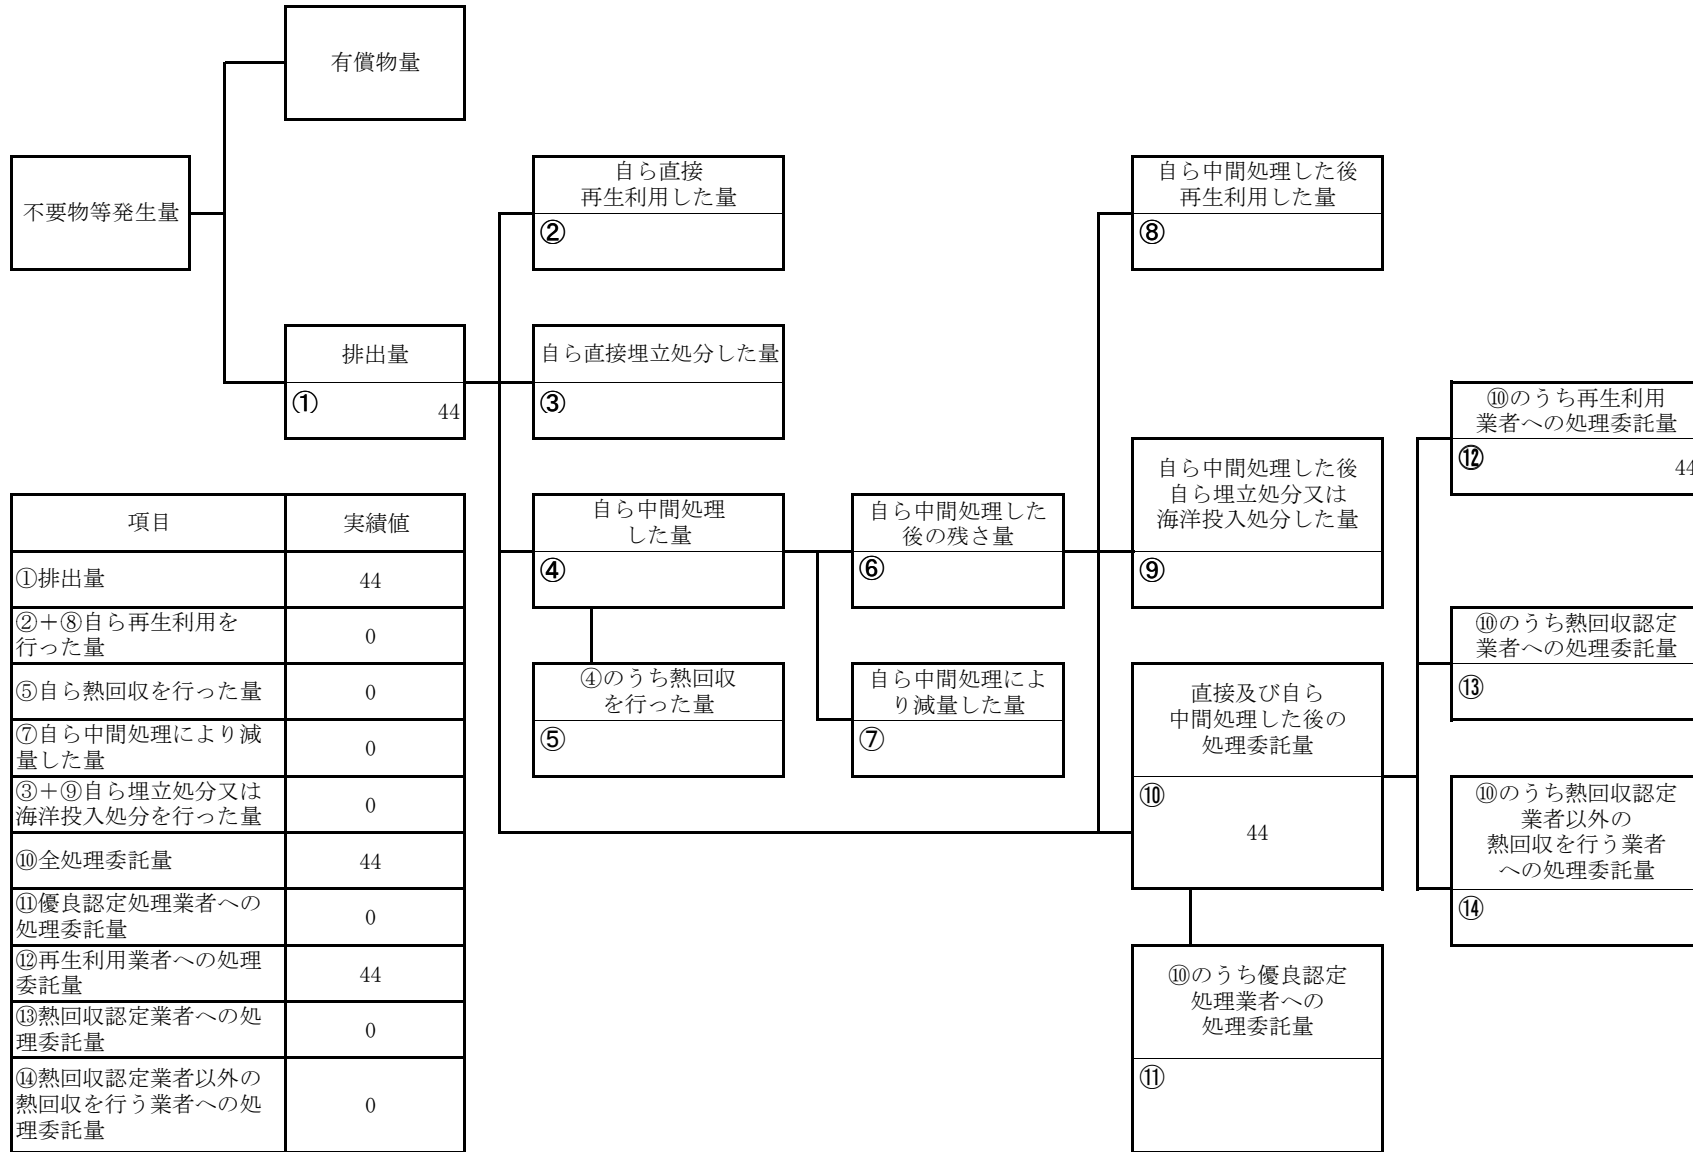 有償物量
不要物等発生量
自ら直接
再生利用した量
②
自ら中間処理した後
再生利用した量
⑧
排出量
①
44
自ら直接埋立処分した量
③
⑩のうち再生利用
業者への処理委託量
⑫
44
自ら中間処理
した量
④
自ら中間処理した
後の残さ量
⑥
自ら中間処理した後
自ら埋立処分又は
海洋投入処分した量
⑨
④のうち熱回収
を行った量
⑤
自ら中間処理によ
り減量した量
⑦
直接及び自ら
中間処理した後の
処理委託量
⑩
44
⑩のうち熱回収認定
業者への処理委託量
⑬
⑩のうち熱回収認定
業者以外の
熱回収を行う業者
への処理委託量
⑭
⑩のうち優良認定
処理業者への
処理委託量
⑪
項目 実績値
①排出量 44
②+⑧自ら再生利用を
行った量 0
⑤自ら熱回収を行った量 0
⑦自ら中間処理により減
量した量 0
③+⑨自ら埋立処分又は
海洋投入処分を行った量 0
⑩全処理委託量 44
⑪優良認定処理業者への
処理委託量 0
⑫再生利用業者への処理
委託量 44
⑬熱回収認定業者への処
理委託量 0
⑭熱回収認定業者以外の
熱回収を行う業者への処
理委託量 0